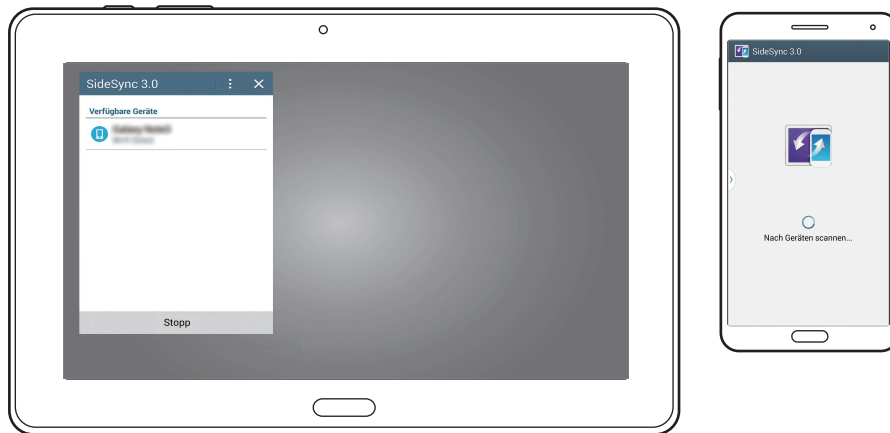 SideSync 3.0
Verfügbare Geräte
Stopp
SideSync 3.0
Nach Geräten scannen...